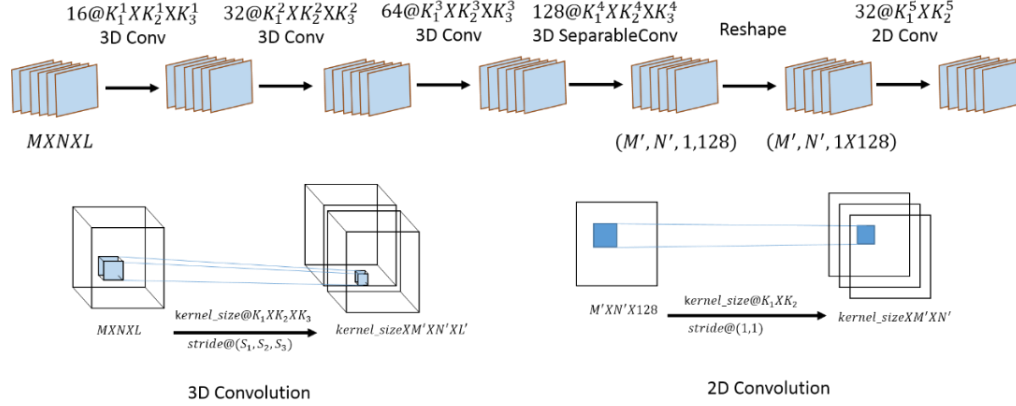 16@K₁¹XK₂¹XK₃¹ 32@K₁²XK₂²XK₃² 64@K₁³XK₂³XK₃³ 128@K₁⁴XK₂⁴XK₃⁴ 32@K₁⁵XK₂⁵
3D Conv 3D Conv 3D Conv 3D SeparableConv Reshape 2D Conv
MXNXL (M′, N′, 1,128) (M′, N′, 1X128)
MXNXL
kernel_size@K₁XK₂XK₃
stride@(S₁, S₂, S₃)
kernel_sizeXM′XN′XL′
3D Convolution
M′XN′X128
kernel_size@K₁XK₂
stride@(1,1)
kernel_sizeXM′XN′
2D Convolution